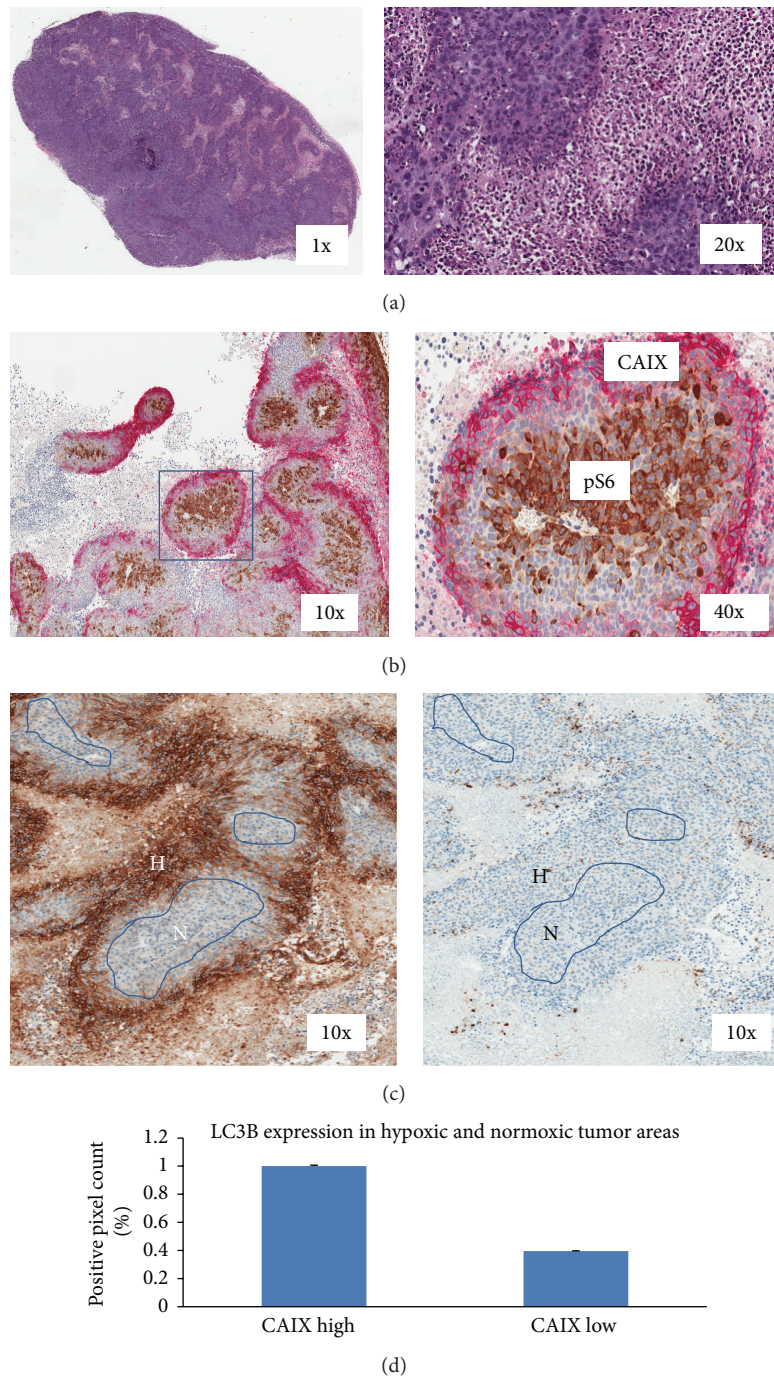 1x
20x
(a)
CAIX
pS6
10x
40x
(b)
H
N
10x
H
N
10x
(c)
LC3B expression in hypoxic and normoxic tumor areas
Positive pixel count
(%)
1.2
1
0.8
0.6
0.4
0.2
0
CAIX high
CAIX low
(d)